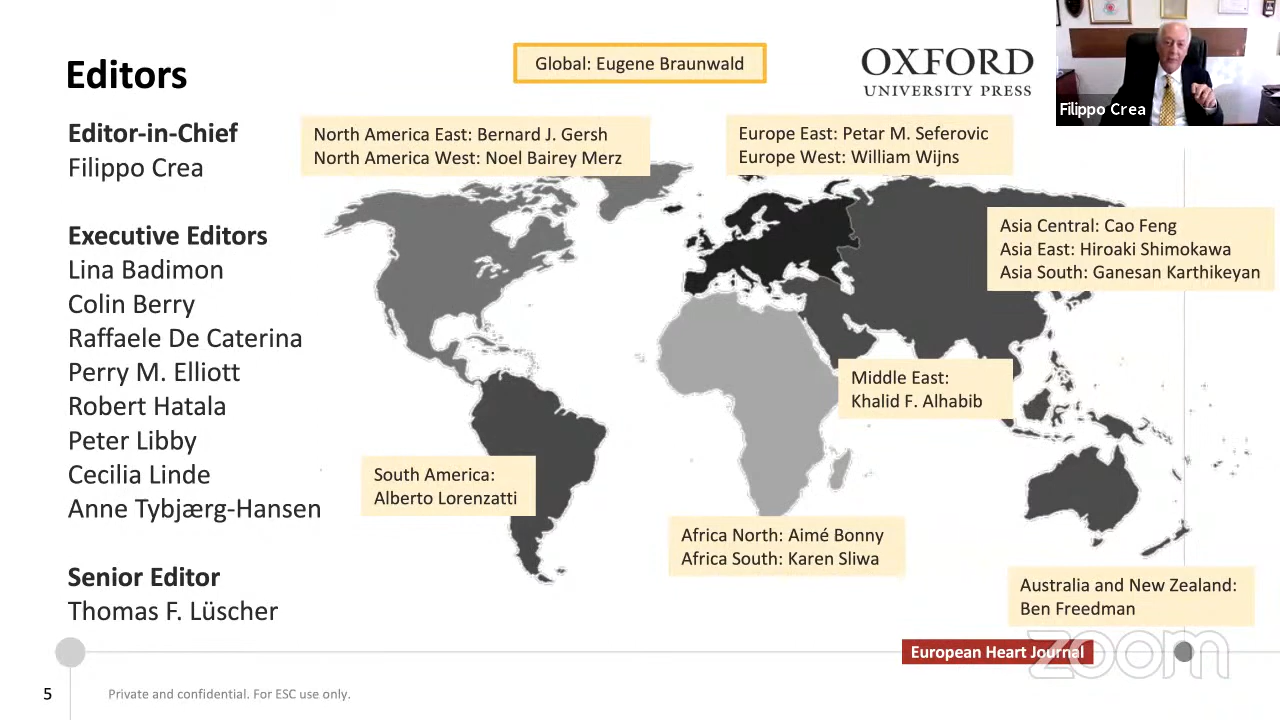 Editors
Global: Eugene Braunwald
OXFORD
UNIVERSITY PRESS
Filippo Crea
Editor-in-Chief
Filippo Crea
Executive Editors
Lina Badimon
Colin Berry
Raffaele De Caterina
Perry M. Elliott
Robert Hatala
Peter Libby
Cecilia Linde
Anne Tybjærg-Hansen
Senior Editor
Thomas F. Lüscher
North America East: Bernard J. Gersh
North America West: Noel Bairey Merz
Europe East: Petar M. Seferovic
Europe West: William Wijns
Asia Central: Cao Feng
Asia East: Hiroaki Shimokawa
Asia South: Ganesan Karthikeyan
Middle East:
Khalid F. Alhabib
South America:
Alberto Lorenzatti
Africa North: Aimé Bonny
Africa South: Karen Sliwa
Australia and New Zealand:
Ben Freedman
European Heart Journal
zoom
5
Private and confidential. For ESC use only.